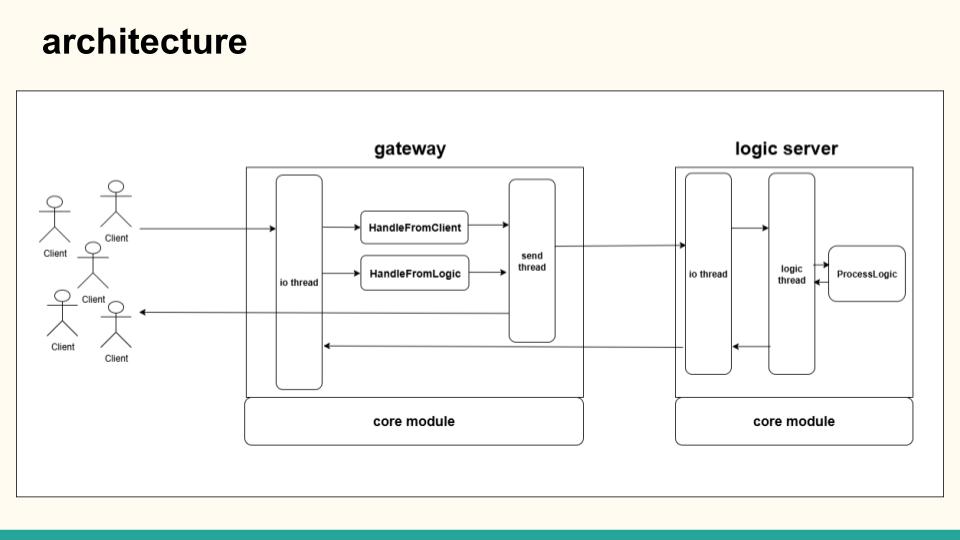 architecture
gateway
logic server
Client
Client
Client
Client
Client
io thread
HandleFromClient
HandleFromLogic
send
thread
core module
io thread
logic
thread
ProcessLogic
core module